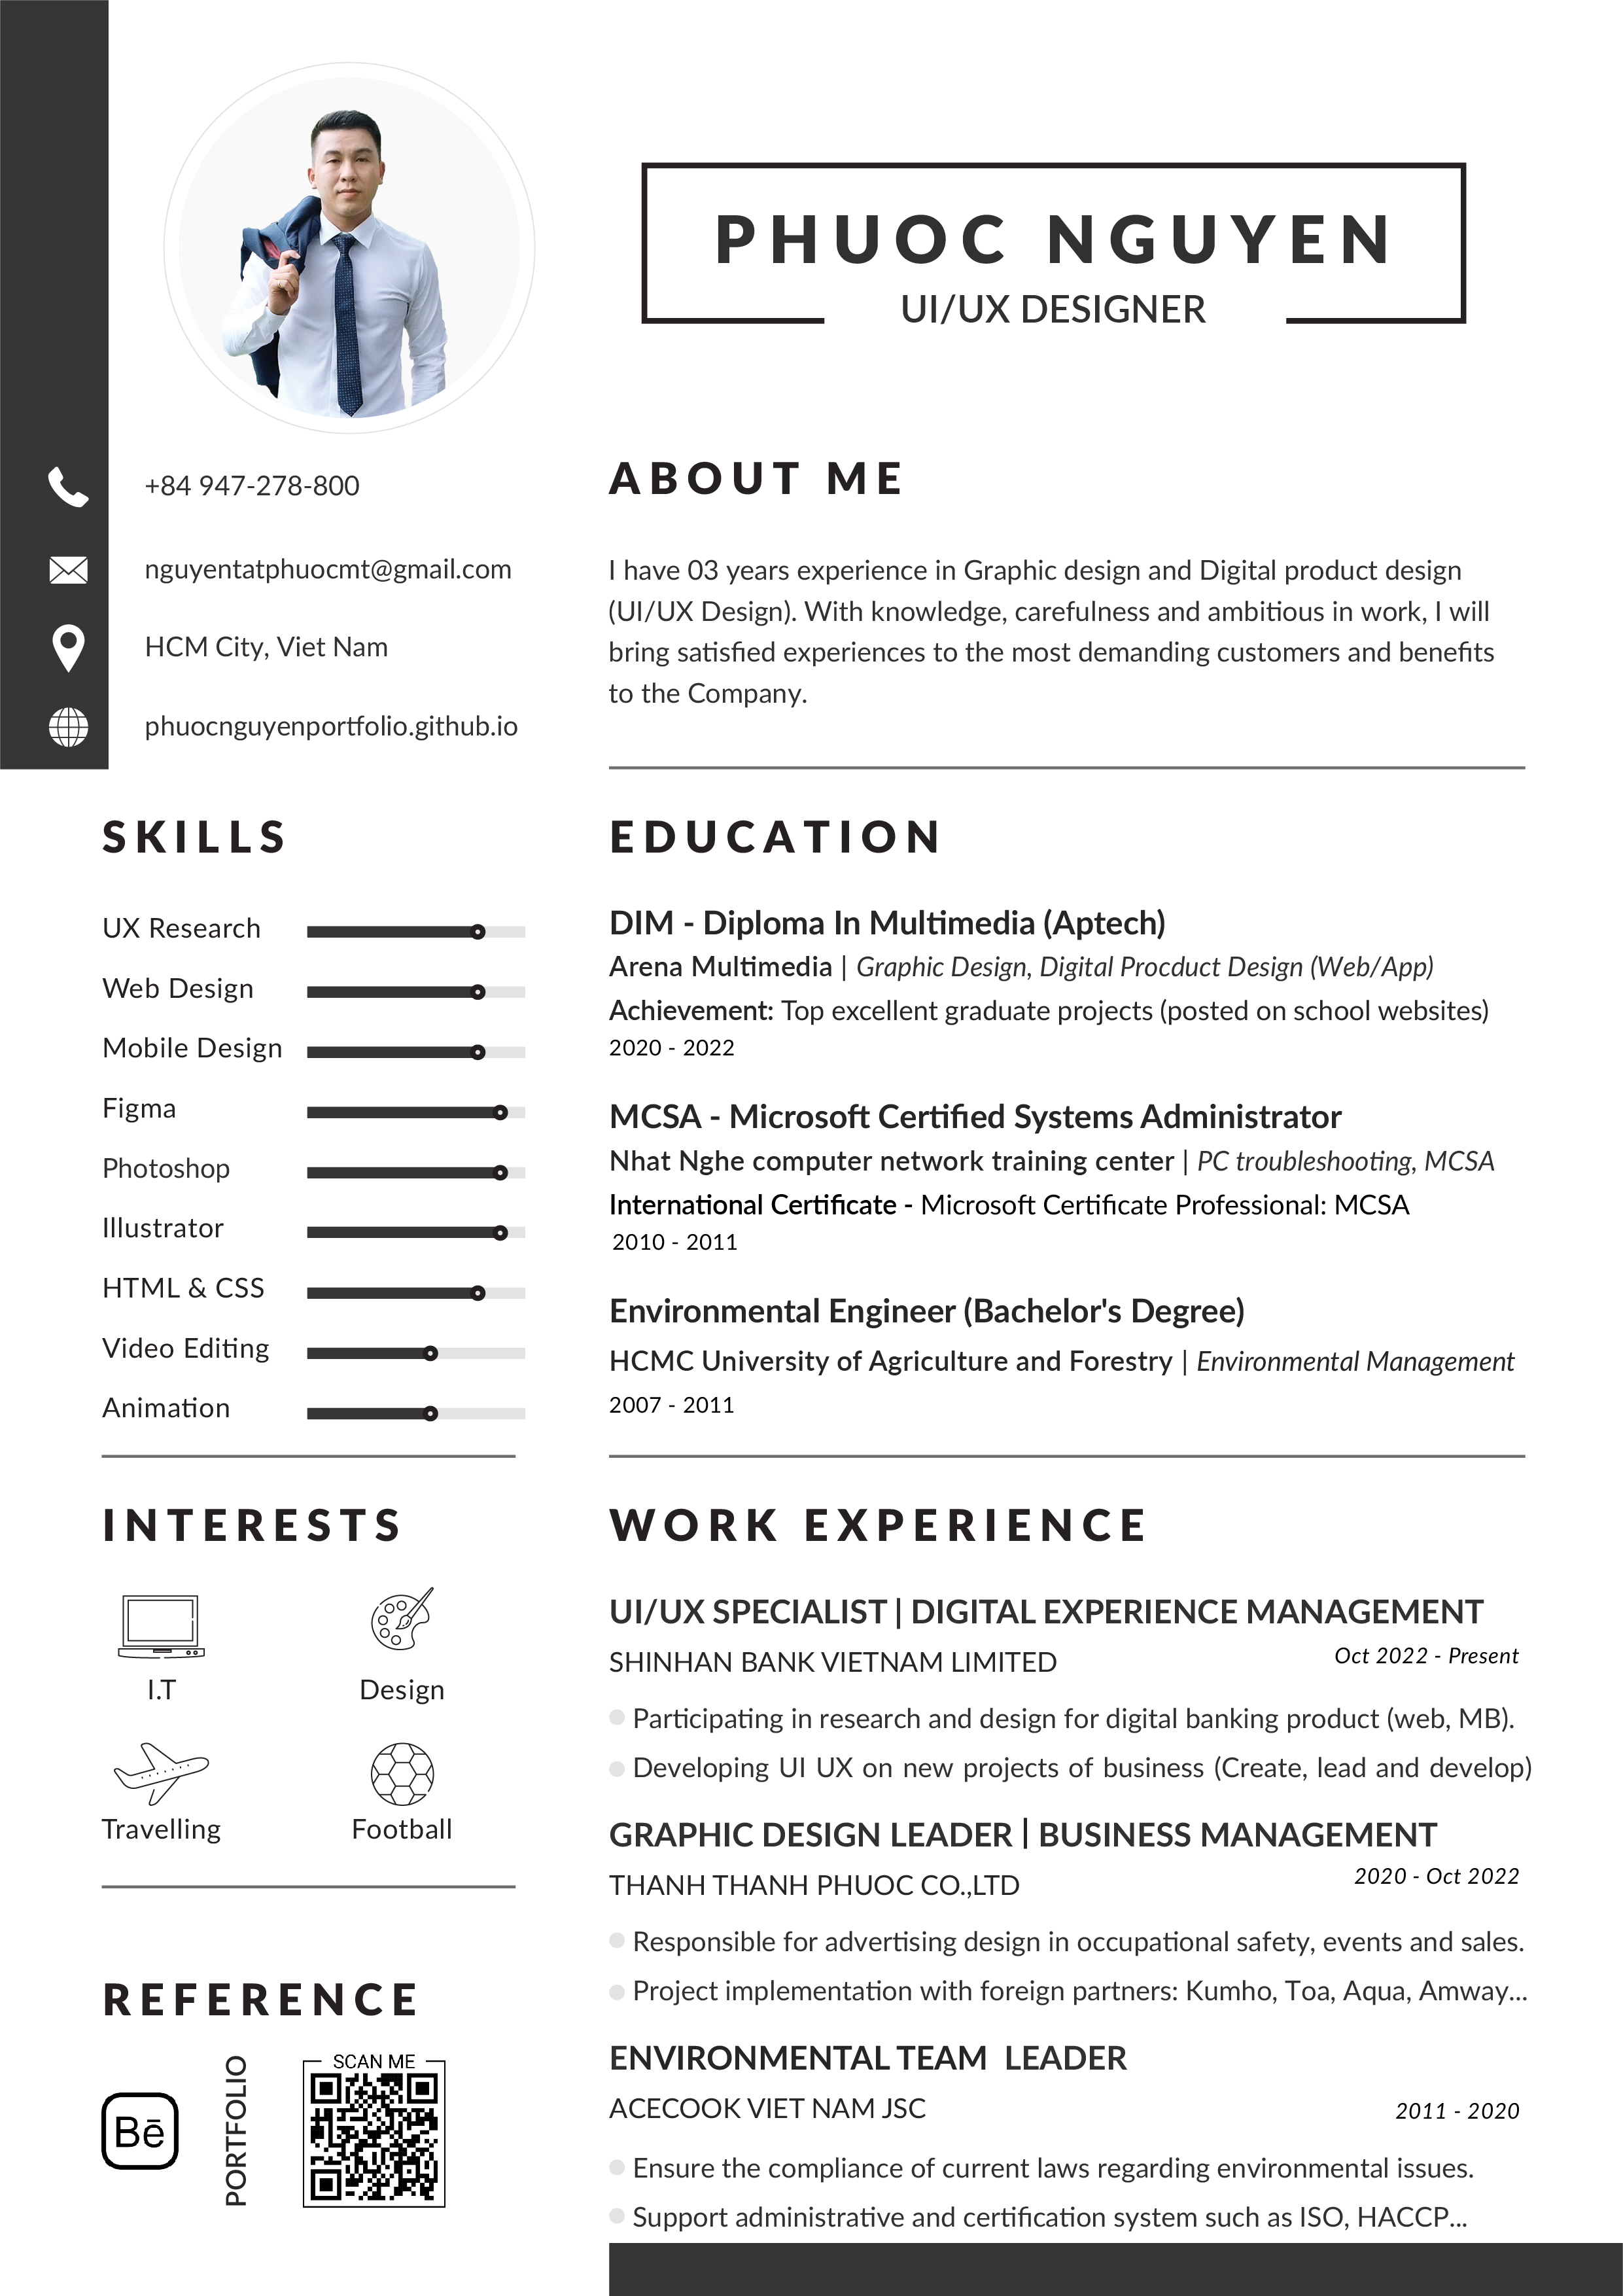 PHUOC NGUYEN
UI/UX DESIGNER
+84 947-278-800
nguyentatphuocmt@gmail.com
HCM City, Viet Nam
phuocnguyenportfolio.github.io
ABOUT ME
I have 03 years experience in Graphic design and Digital product design
(UI/UX Design). With knowledge, carefulness and ambitious in work, I will
bring satisfied experiences to the most demanding customers and benefits
to the Company.
SKILLS
UX Research
Web Design
Mobile Design
Figma
Photoshop
Illustrator
HTML & CSS
Video Editing
Animation
EDUCATION
DIM - Diploma In Multimedia (Aptech)
Arena Multimedia | Graphic Design, Digital Procduct Design (Web/App)
Achievement: Top excellent graduate projects (posted on school websites)
2020 - 2022
MCSA - Microsoft Certified Systems Administrator
Nhat Nghe computer network training center | PC troubleshooting, MCSA
International Certificate - Microsoft Certificate Professional: MCSA
2010 - 2011
Environmental Engineer (Bachelor's Degree)
HCMC University of Agriculture and Forestry | Environmental Management
2007 - 2011
INTERESTS
I.T
Design
Travelling
Football
REFERENCE
Bē
PORTFOLIO
SCAN ME
WORK EXPERIENCE
UI/UX SPECIALIST | DIGITAL EXPERIENCE MANAGEMENT
SHINHAN BANK VIETNAM LIMITED
Oct 2022 - Present
Participating in research and design for digital banking product (web, MB).
Developing UI UX on new projects of business (Create, lead and develop)
GRAPHIC DESIGN LEADER | BUSINESS MANAGEMENT
THANH THANH PHUOC CO.,LTD
2020 - Oct 2022
Responsible for advertising design in occupational safety, events and sales.
Project implementation with foreign partners: Kumho, Toa, Aqua, Amway...
ENVIRONMENTAL TEAM LEADER
ACECOOK VIET NAM JSC
2011 - 2020
Ensure the compliance of current laws regarding environmental issues.
Support administrative and certification system such as ISO, HACCP...